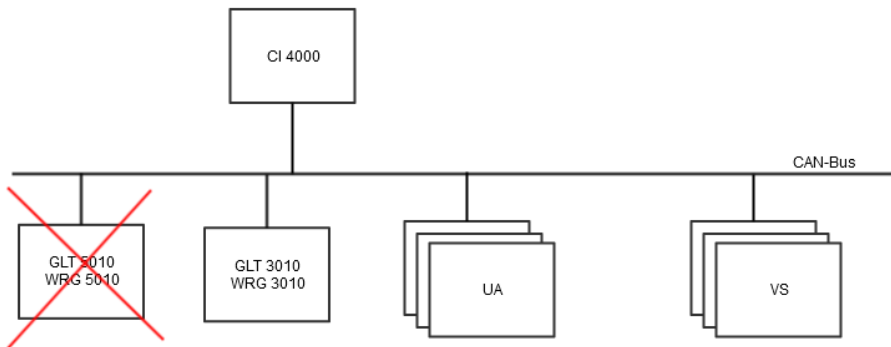 CI 4000
CAN-Bus
GLT 5010
WRG 5010
GLT 3010
WRG 3010
UA
VS